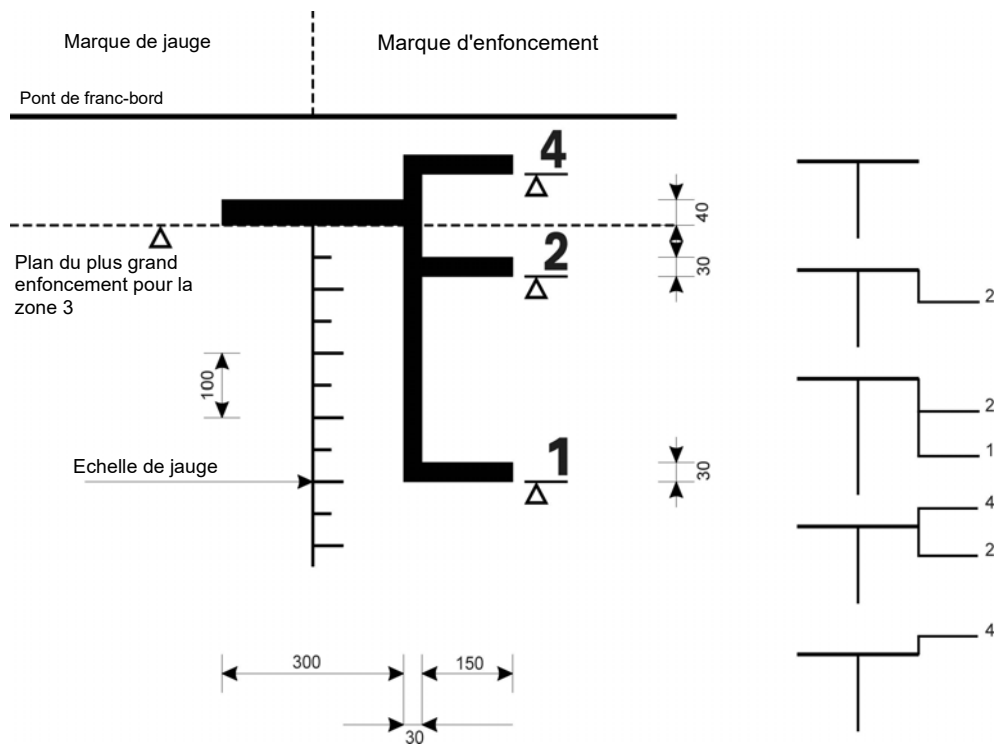 Marque de jauge
Marque d'enfoncement
Pont de franc-bord
4
40
2
30
Plan du plus grand
enfoncement pour la
zone 3
100
Echelle de jauge
1
30
300
150
30
2
2
1
4
2
4